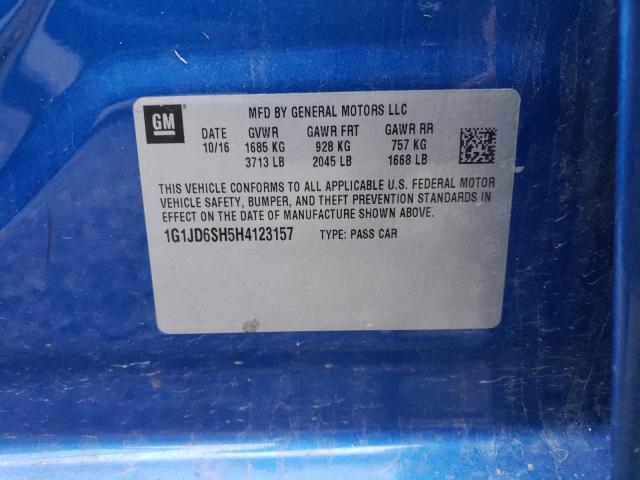 GM
MFD BY GENERAL MOTORS LLC
DATE GVWR GAWR FRT GAWR RR
10/16 1685 KG 928 KG 757 KG
3713 LB 2045 LB 1668 LB
THIS VEHICLE CONFORMS TO ALL APPLICABLE U.S. FEDERAL MOTOR
VEHICLE SAFETY, BUMPER, AND THEFT PREVENTION STANDARDS IN
EFFECT ON THE DATE OF MANUFACTURE SHOWN ABOVE.
1G1JD6SH5H4123157 TYPE: PASS CAR